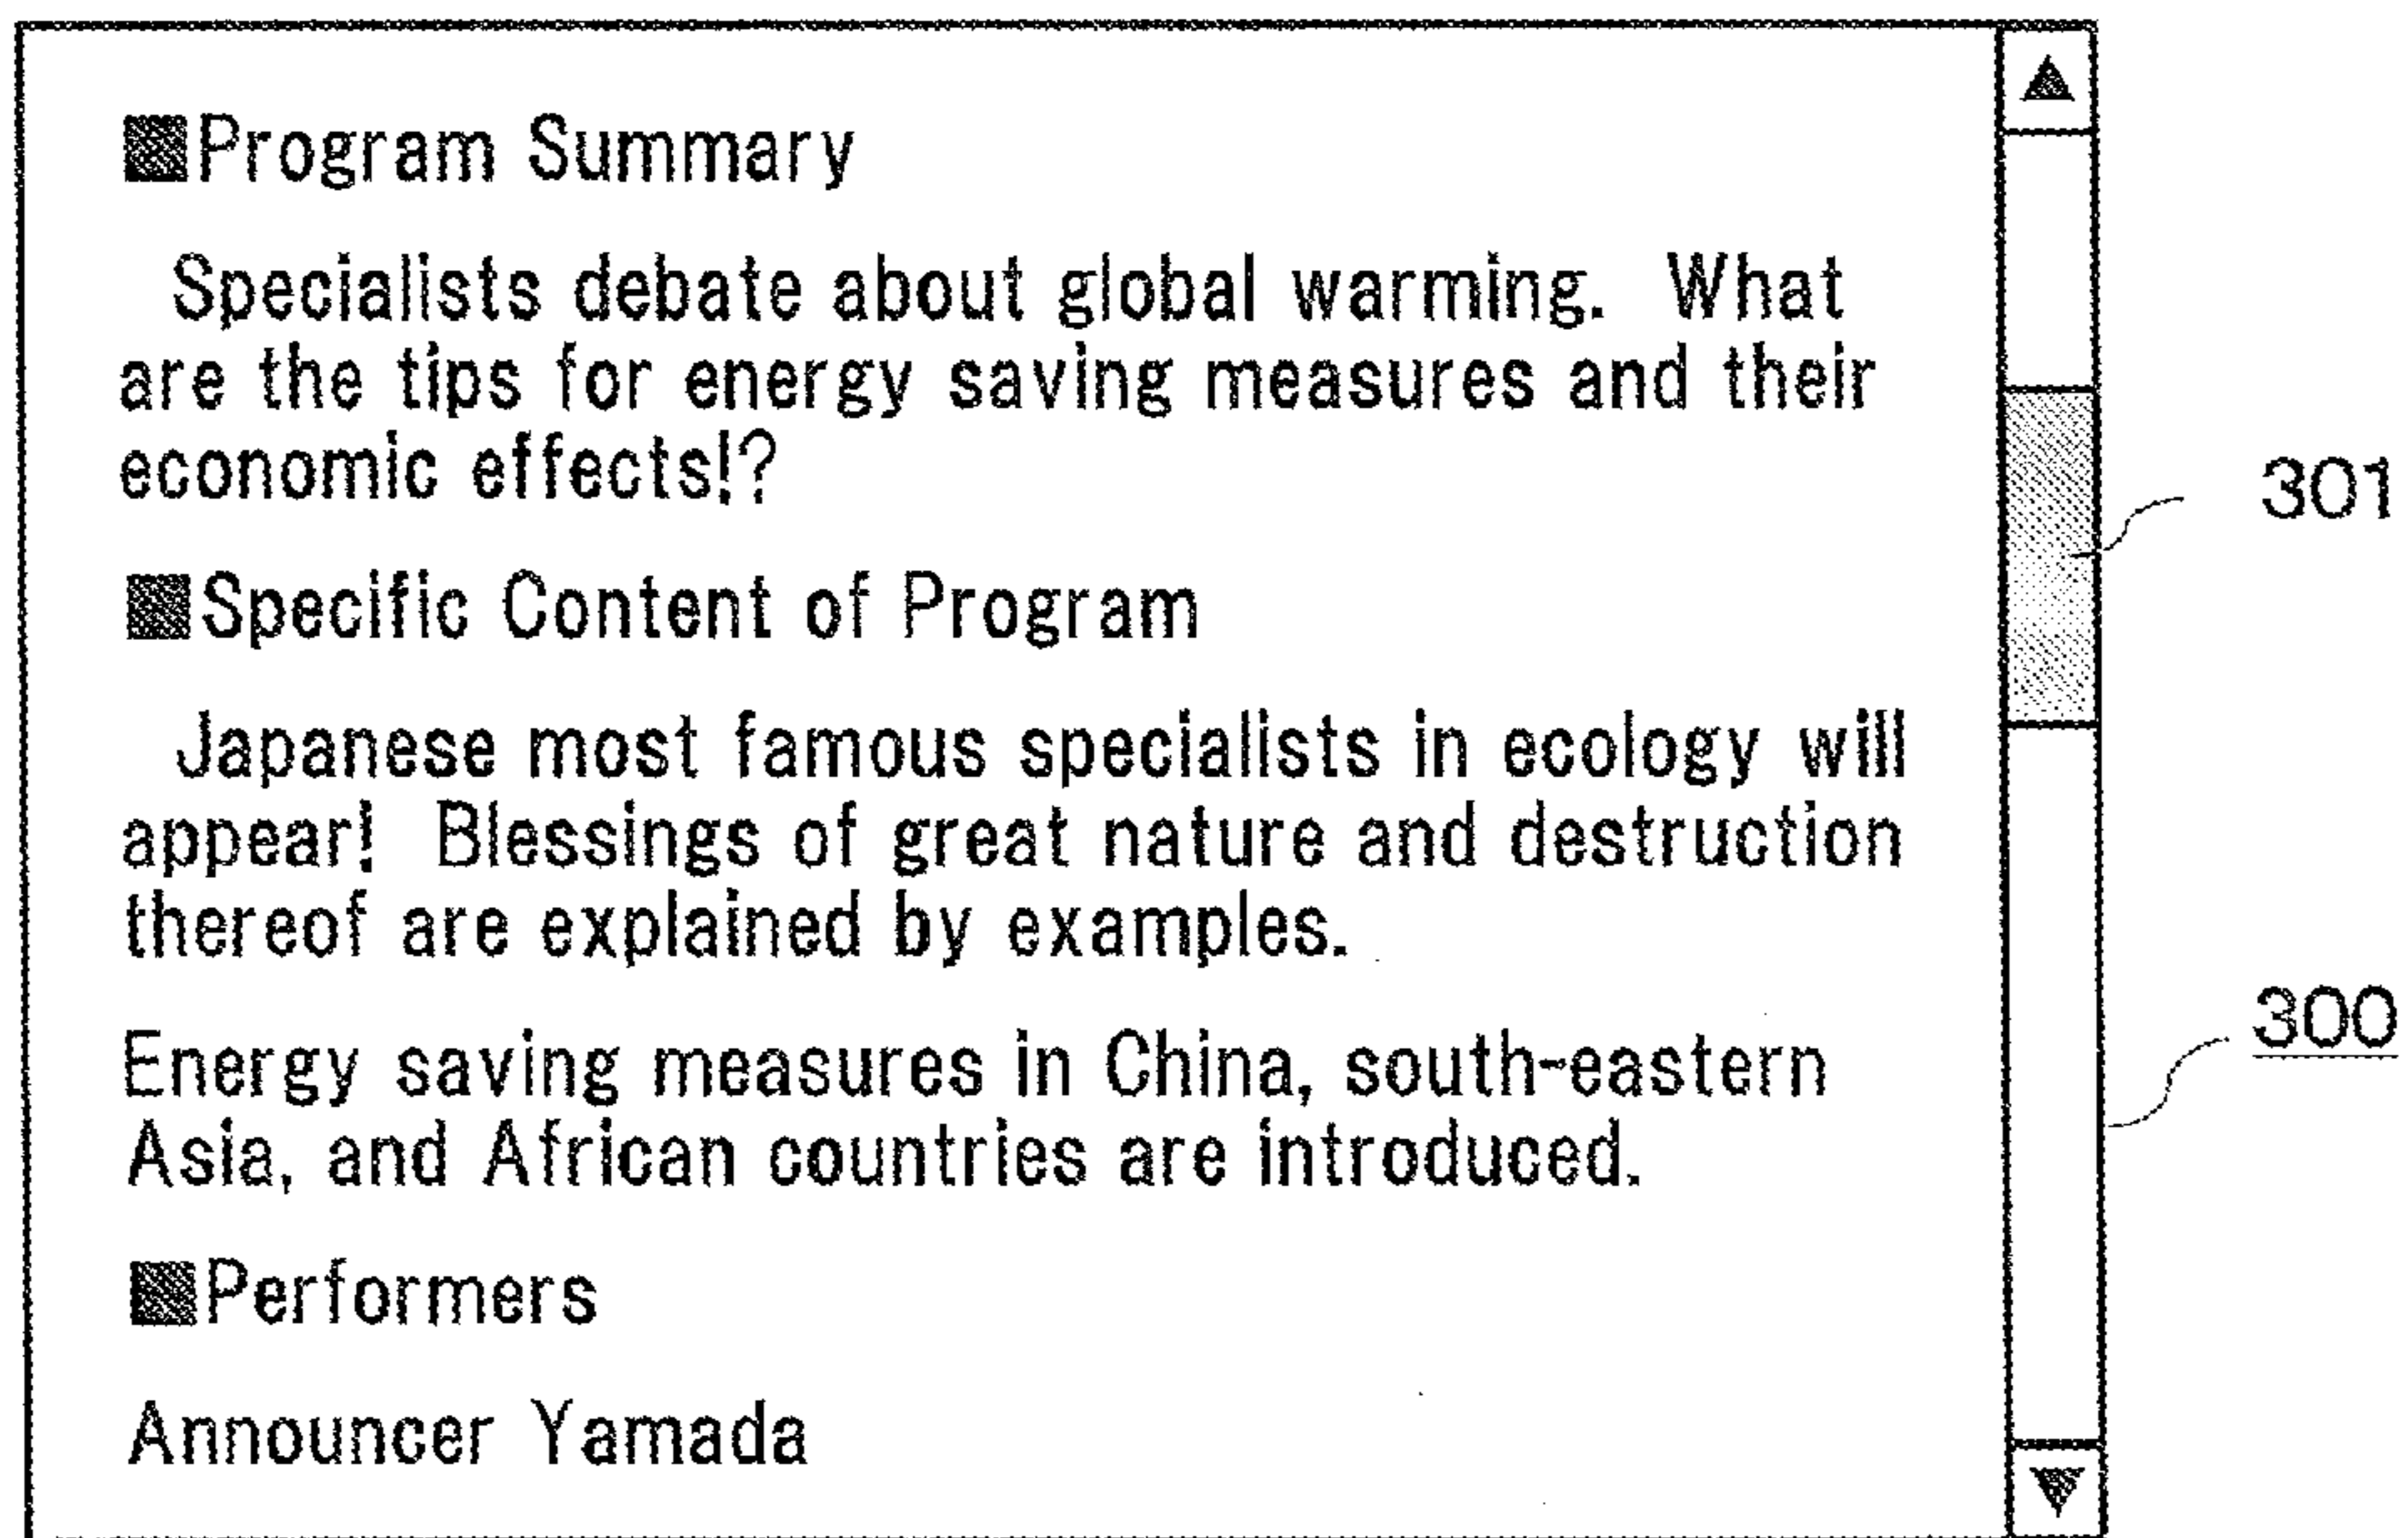 ■Program Summary
Specialists debate about global warming. What
are the tips for energy saving measures and their
economic effects!?
■Specific Content of Program
Japanese most famous specialists in ecology will
appear! Blessings of great nature and destruction
thereof are explained by examples.
Energy saving measures in China, south-eastern
Asia, and African countries are introduced.
■Performers
Announcer Yamada
301
300